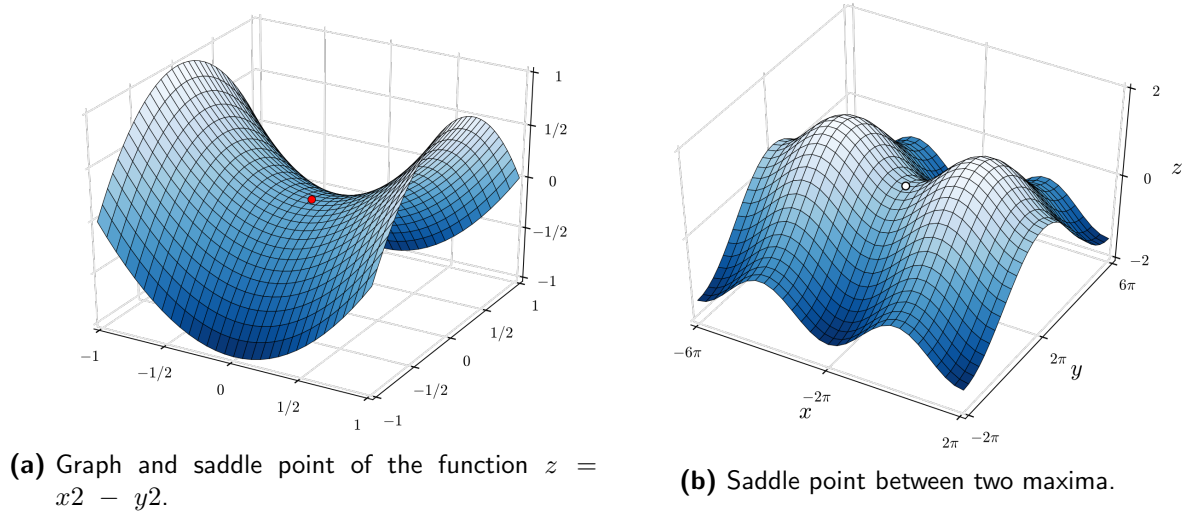 1
1/2
0
−1/2
−1
−1
−1/2
0
1/2
1
−1
−1/2
0
1/2
1
(a) Graph and saddle point of the function z =
x2 − y2.
2
0
−2
z
−6π
−2π
2π
x
−2π
2π
6π
y
(b) Saddle point between two maxima.